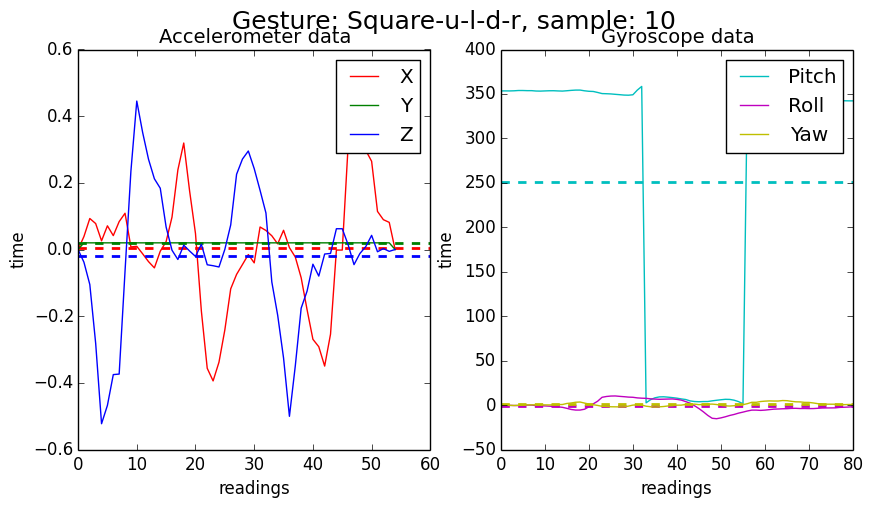 Gesture: Square-u-l-d-r, sample: 10
Accelerometer data
0.6
0.4
0.2
0.0
−0.2
−0.4
−0.6
time
0 10 20 30 40 50 60
readings
X
Y
Z
Gyroscope data
400
350
300
250
200
150
100
50
0
−50
time
0 10 20 30 40 50 60 70 80
readings
Pitch
Roll
Yaw